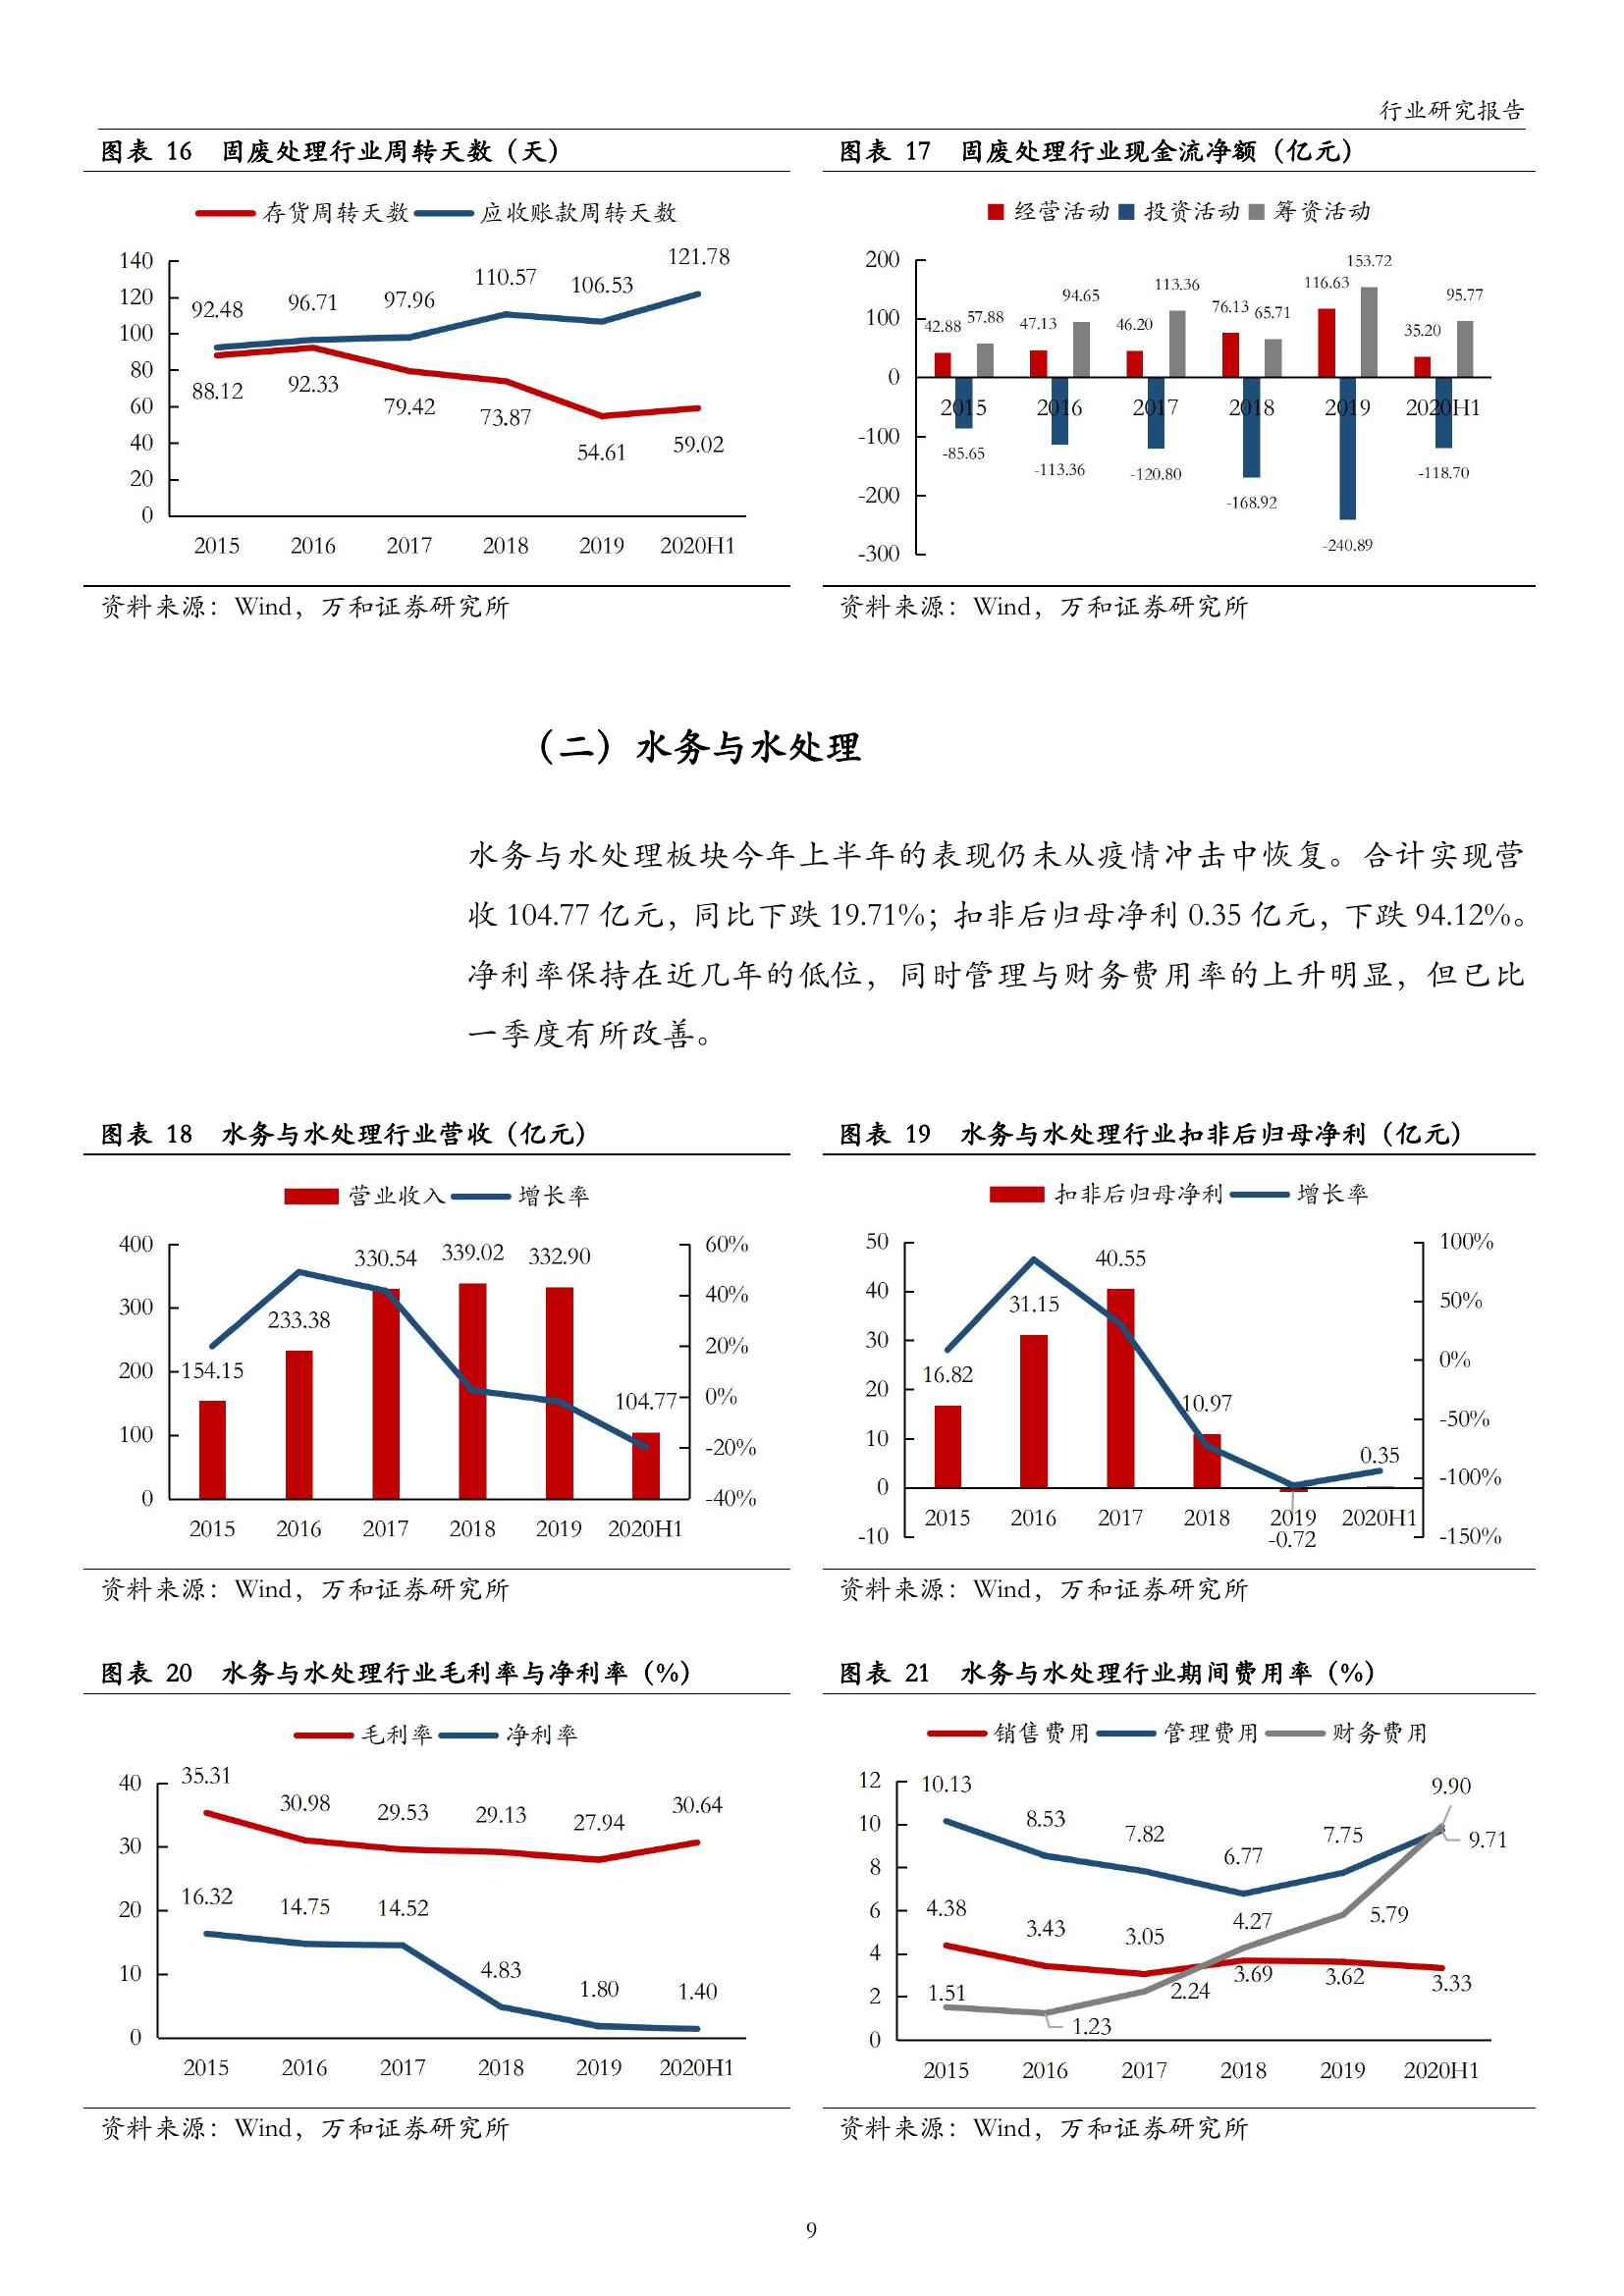 行业研究报告
图表 16 固废处理行业周转天数（天）
存货周转天数 应收账款周转天数
140
120
100
80
60
40
20
0
92.48 96.71 97.96 110.57 106.53 121.78
88.12 92.33 79.42 73.87 54.61 59.02
2015 2016 2017 2018 2019 2020H1
资料来源：Wind，万和证券研究所
图表 17 固废处理行业现金流净额（亿元）
经营活动 投资活动 筹资活动
200
100
0
-100
-200
-300
42.88 57.88 47.13 94.65 46.20 113.36 76.13 65.71 116.63 153.72 35.20 95.77
2015 2016 2017 2018 2019 2020H1
-85.65 -113.36 -120.80 -168.92 -240.89 -118.70
资料来源：Wind，万和证券研究所
（二）水务与水处理
水务与水处理板块今年上半年的表现仍未从疫情冲击中恢复。合计实现营
收 104.77 亿元，同比下跌 19.71%；扣非后归母净利 0.35 亿元，下跌 94.12%。
净利率保持在近几年的低位，同时管理与财务费用率的上升明显，但已比
一季度有所改善。
图表 18 水务与水处理行业营收（亿元）
营业收入 增长率
400
300
200
100
0
154.15 233.38 330.54 339.02 332.90 104.77
60%
40%
20%
0%
-20%
-40%
2015 2016 2017 2018 2019 2020H1
资料来源：Wind，万和证券研究所
图表 19 水务与水处理行业扣非后归母净利（亿元）
扣非后归母净利 增长率
50
40
30
20
10
0
-10
16.82 31.15 40.55 10.97 -0.72 0.35
100%
50%
0%
-50%
-100%
-150%
2015 2016 2017 2018 2019 2020H1
资料来源：Wind，万和证券研究所
图表 20 水务与水处理行业毛利率与净利率（%）
毛利率 净利率
40
30
20
10
0
35.31 30.98 29.53 29.13 27.94 30.64
16.32 14.75 14.52 4.83 1.80 1.40
2015 2016 2017 2018 2019 2020H1
资料来源：Wind，万和证券研究所
图表 21 水务与水处理行业期间费用率（%）
销售费用 管理费用 财务费用
12
10
8
6
4
2
0
10.13 8.53 7.82 6.77 7.75 9.71
4.38 3.43 3.05 3.69 3.62 3.33
1.51 1.23 2.24 4.27 5.79 9.90
2015 2016 2017 2018 2019 2020H1
资料来源：Wind，万和证券研究所
9